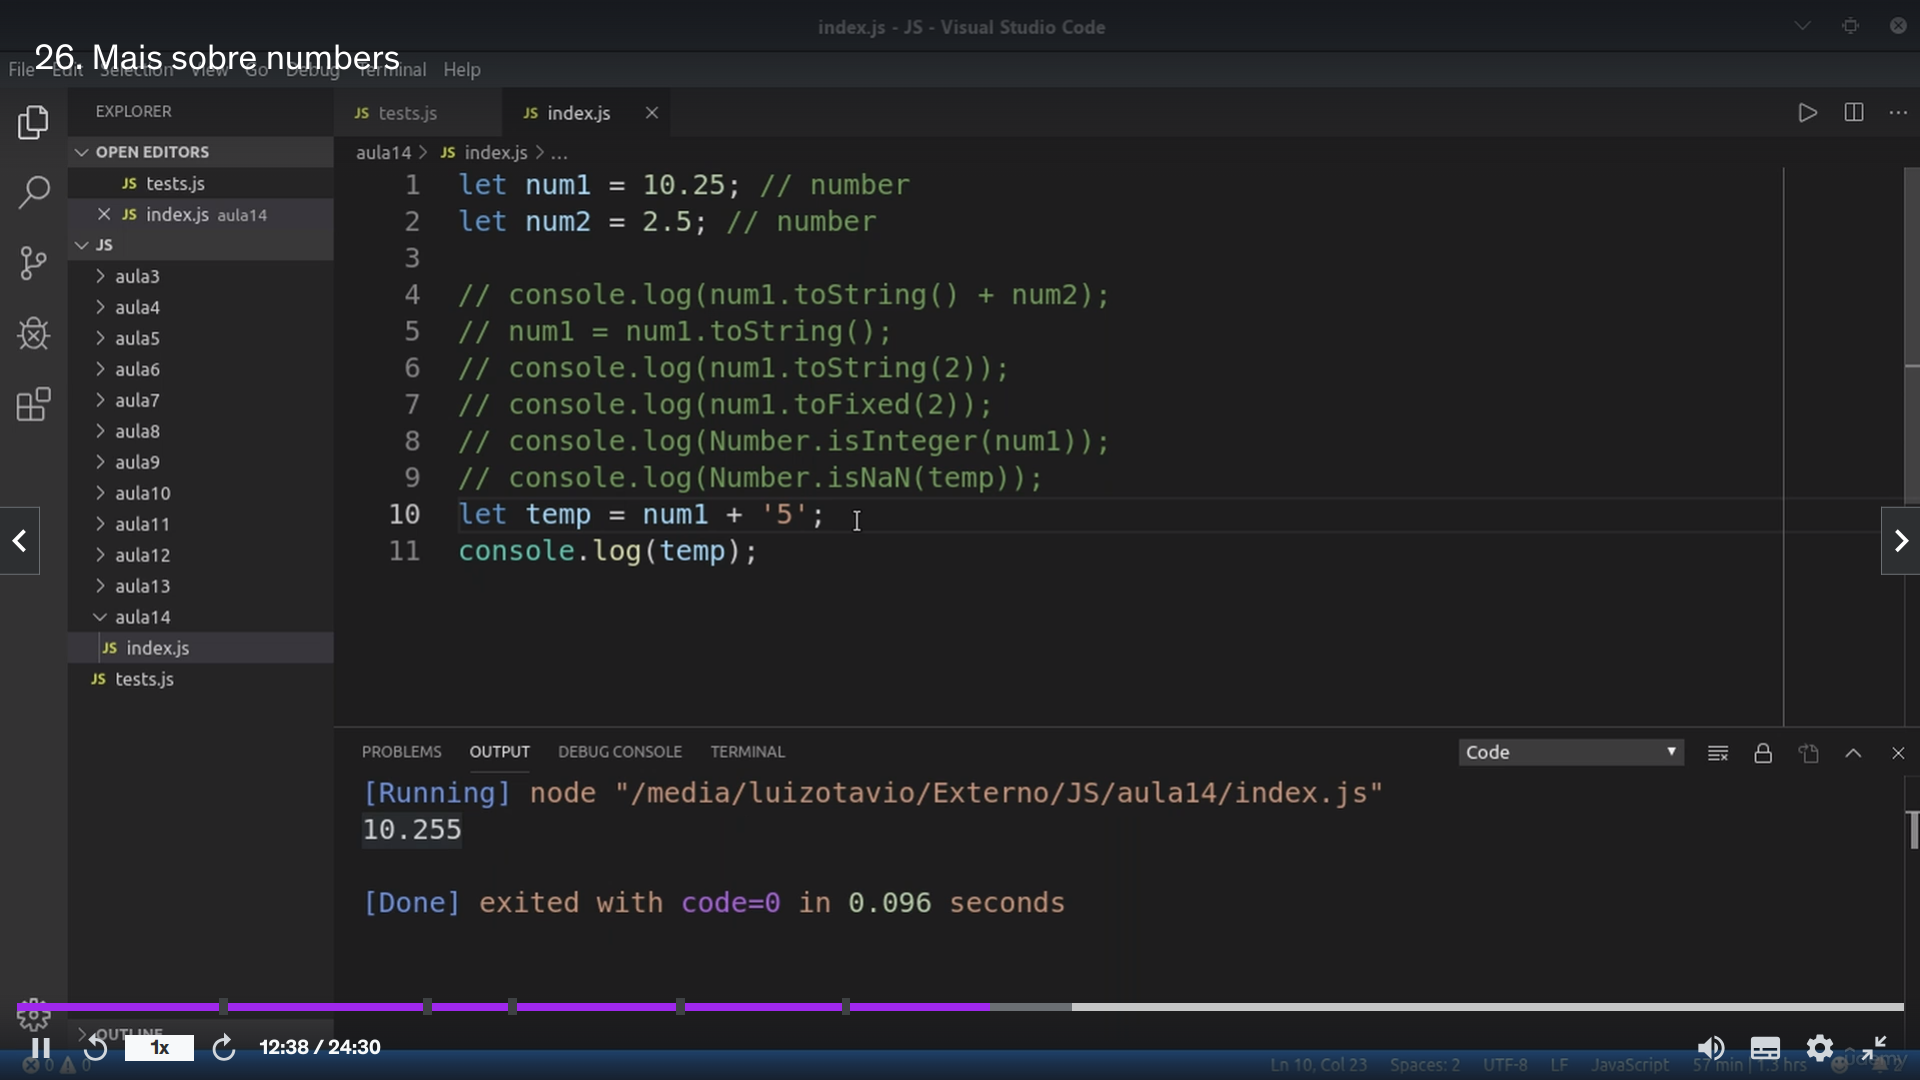 index.js - JS - Visual Studio Code
26. Mais sobre numbers
File Edit Selection View Go Debug Terminal Help
EXPLORER
OPEN EDITORS
JS tests.js
JS index.js aula14
JS
aula3
aula4
aula5
aula6
aula7
aula8
aula9
aula10
aula11
aula12
aula13
aula14
JS index.js
JS tests.js
OUTLINE
JS tests.js
JS index.js
aula14 > JS index.js > ...
1 let num1 = 10.25; // number
2 let num2 = 2.5; // number
3
4 // console.log(num1.toString() + num2);
5 // num1 = num1.toString();
6 // console.log(num1.toString(2));
7 // console.log(num1.toFixed(2));
8 // console.log(Number.isInteger(num1));
9 // console.log(Number.isNaN(temp));
10 let temp = num1 + '5';
11 console.log(temp);
PROBLEMS OUTPUT DEBUG CONSOLE TERMINAL
Code
[Running] node "/media/luizotavio/Externo/JS/aula14/index.js"
10.255
[Done] exited with code=0 in 0.096 seconds
1x
12:38 / 24:30
0 0
Ln 10, Col 23 Spaces: 2 UTF-8 LF JavaScript 57 min | 1.3 hrs
udemy